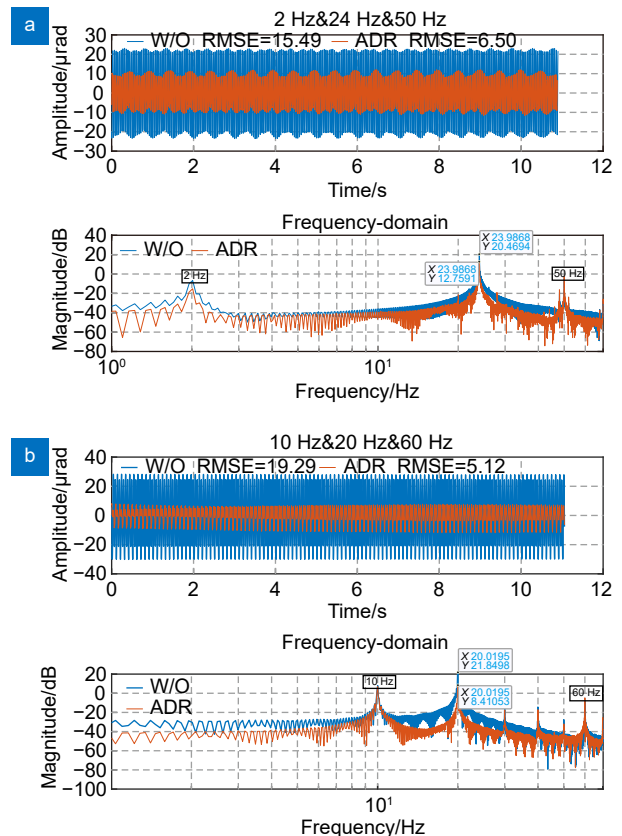 a
2 Hz&24 Hz&50 Hz
W/O RMSE=15.49 ADR RMSE=6.50
Amplitude/μrad
30
20
10
0
−10
−20
−30
0 2 4 6 8 10 12
Time/s
Frequency-domain
W/O ADR
X 23.9868
Y 20.4694
X 23.9868
Y 12.7591
2 Hz
50 Hz
Magnitude/dB
40
20
0
−20
−40
−60
−80
10⁰ 10¹
Frequency/Hz
b
10 Hz&20 Hz&60 Hz
W/O RMSE=19.29 ADR RMSE=5.12
Amplitude/μrad
40
20
0
−20
−40
0 2 4 6 8 10 12
Time/s
Frequency-domain
W/O
ADR
X 20.0195
Y 21.8498
X 20.0195
Y 8.41053
10 Hz
60 Hz
Magnitude/dB
20
0
−20
−40
−60
−80
−100
10¹
Frequency/Hz